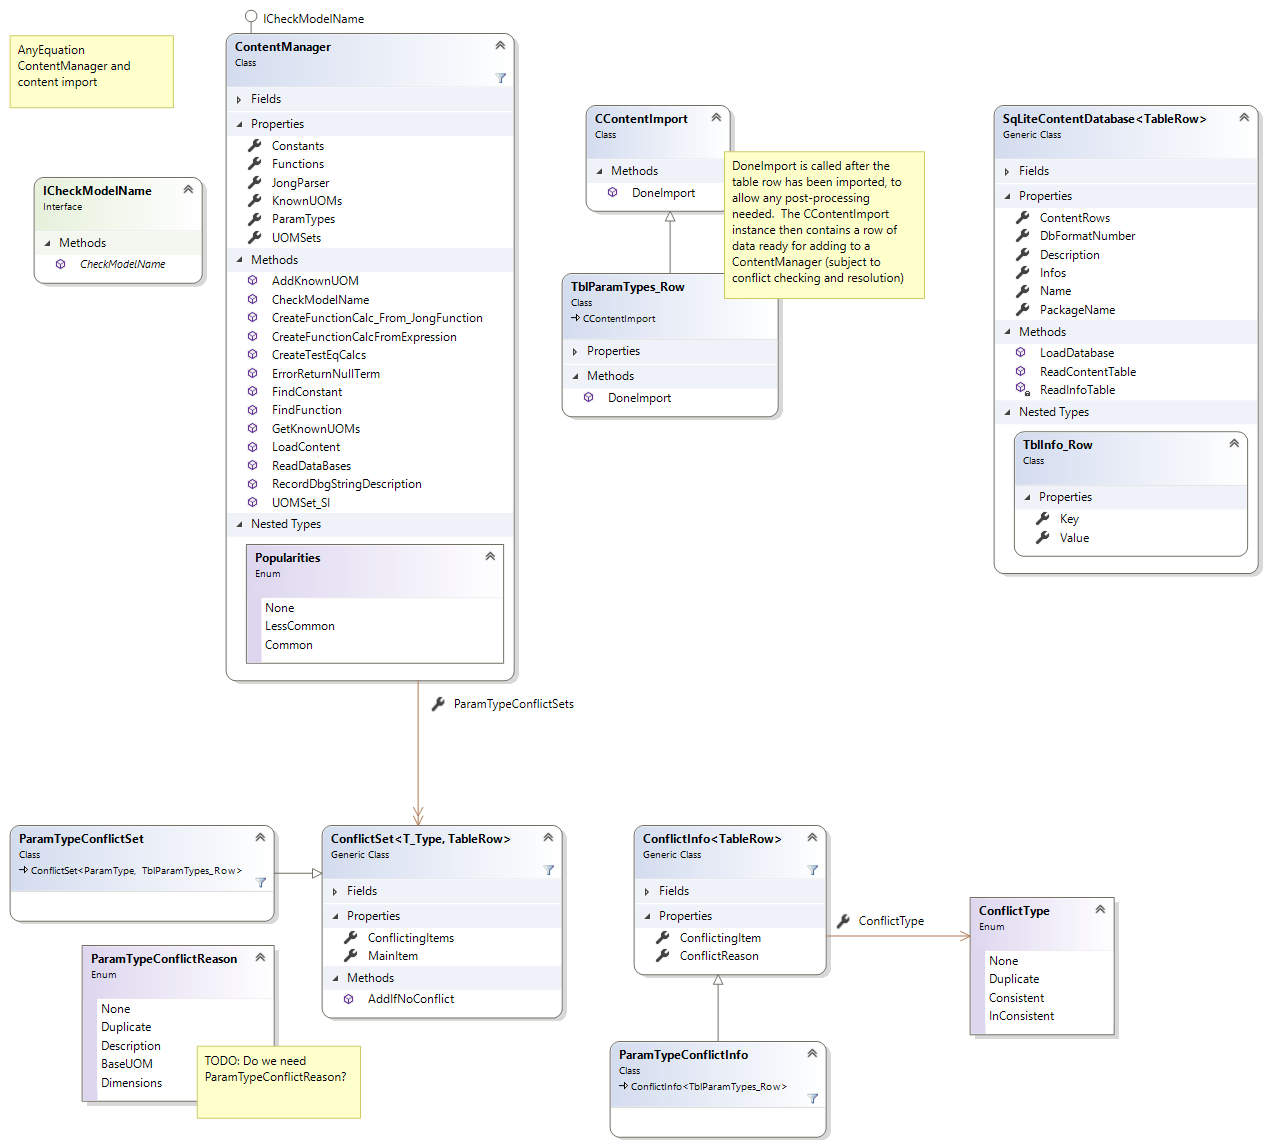 AnyEquation
ContentManager and
content import
ICheckModelName
Interface
Methods
CheckModelName
ICheckModelName
ContentManager
Class
Fields
Properties
Constants
Functions
JongParser
KnownUOMs
ParamTypes
UOMSets
Methods
AddKnownUOM
CheckModelName
CreateFunctionCalc_From_JongFunction
CreateFunctionCalcFromExpression
CreateTestEqCalcs
ErrorReturnNullTerm
FindConstant
FindFunction
GetKnownUOMs
LoadContent
ReadDataBases
RecordDbgStringDescription
UOMSet_SI
Nested Types
Popularities
Enum
None
LessCommon
Common
CContentImport
Class
Methods
DoneImport
DoneImport is called after the
table row has been imported, to
allow any post-processing
needed.  The CContentImport
instance then contains a row of
data ready for adding to a
ContentManager (subject to
conflict checking and resolution)
TblParamTypes_Row
Class
CContentImport
Properties
Methods
DoneImport
SqLiteContentDatabase<TableRow>
Generic Class
Fields
Properties
ContentRows
DbFormatNumber
Description
Infos
Name
PackageName
Methods
LoadDatabase
ReadContentTable
ReadInfoTable
Nested Types
TblInfo_Row
Class
Properties
Key
Value
ParamTypeConflictSets
ParamTypeConflictSet
Class
ConflictSet<ParamType, TblParamTypes_Row>
ParamTypeConflictReason
Enum
None
Duplicate
Description
BaseUOM
Dimensions
TODO: Do we need
ParamTypeConflictReason?
ConflictSet<T_Type, TableRow>
Generic Class
Fields
Properties
ConflictingItems
MainItem
Methods
AddIfNoConflict
ConflictInfo<TableRow>
Generic Class
Fields
Properties
ConflictingItem
ConflictReason
ConflictType
ConflictType
Enum
None
Duplicate
Consistent
InConsistent
ParamTypeConflictInfo
Class
ConflictInfo<TblParamTypes_Row>